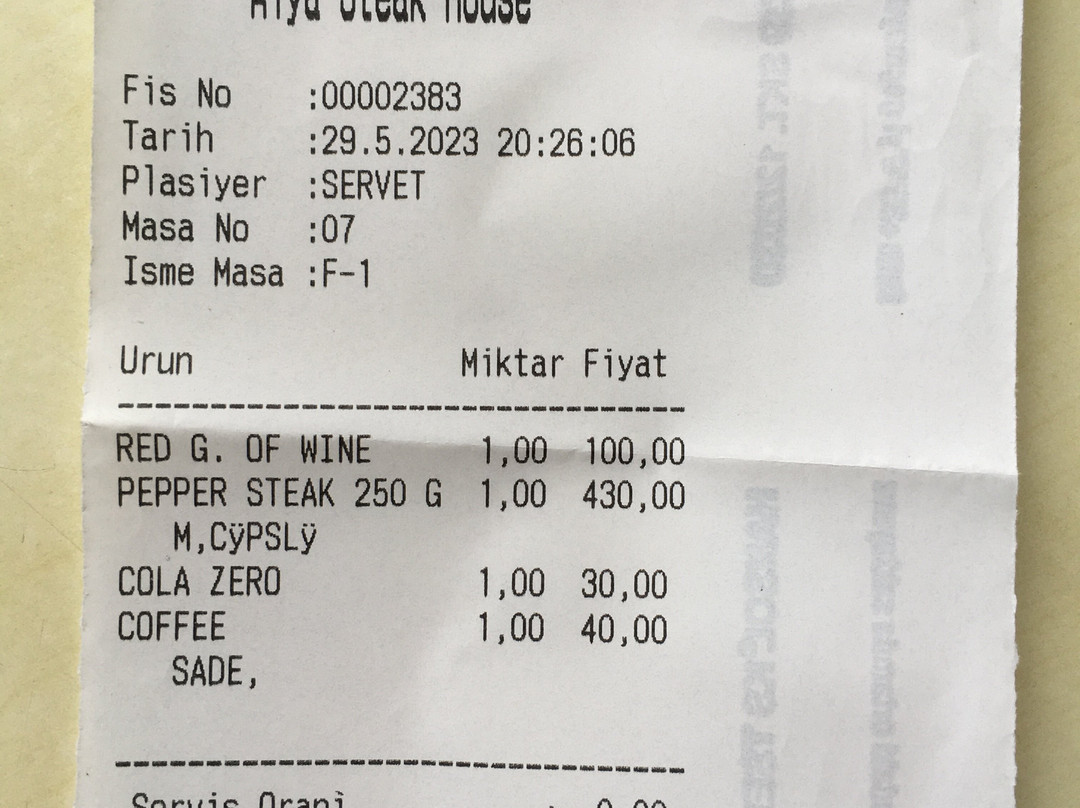 Steak House
Fis No :00002383
Tarih :29.5.2023 20:26:06
Plasiyer :SERVET
Masa No :07
Isme Masa :F-1
Urun Miktar Fiyat
RED G. OF WINE 1,00 100,00
PEPPER STEAK 250 G 1,00 430,00
M,CÿPSLÿ
COLA ZERO 1,00 30,00
COFFEE 1,00 40,00
SADE,